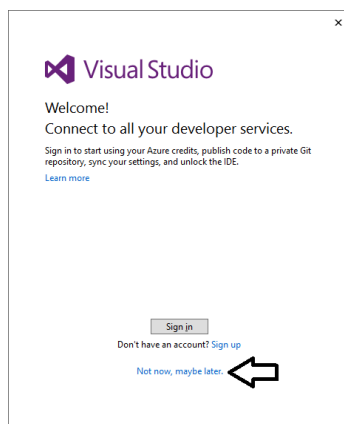 Visual Studio
Welcome!
Connect to all your developer services.
Sign in to start using your Azure credits, publish code to a private Git
repository, sync your settings, and unlock the IDE.
Learn more
Sign in
Don't have an account? Sign up
Not now, maybe later.